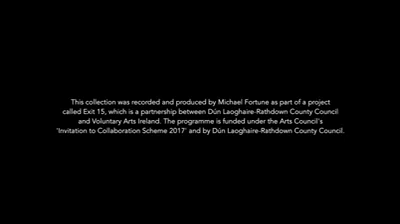 This collection was recorded and produced by Michael Fortune as part of a project
called Exit 15, which is a partnership between Dún Laoghaire-Rathdown County Council
and Voluntary Arts Ireland. The programme is funded under the Arts Council's
'Invitation to Collaboration Scheme 2017' and by Dún Laoghaire-Rathdown County Council.